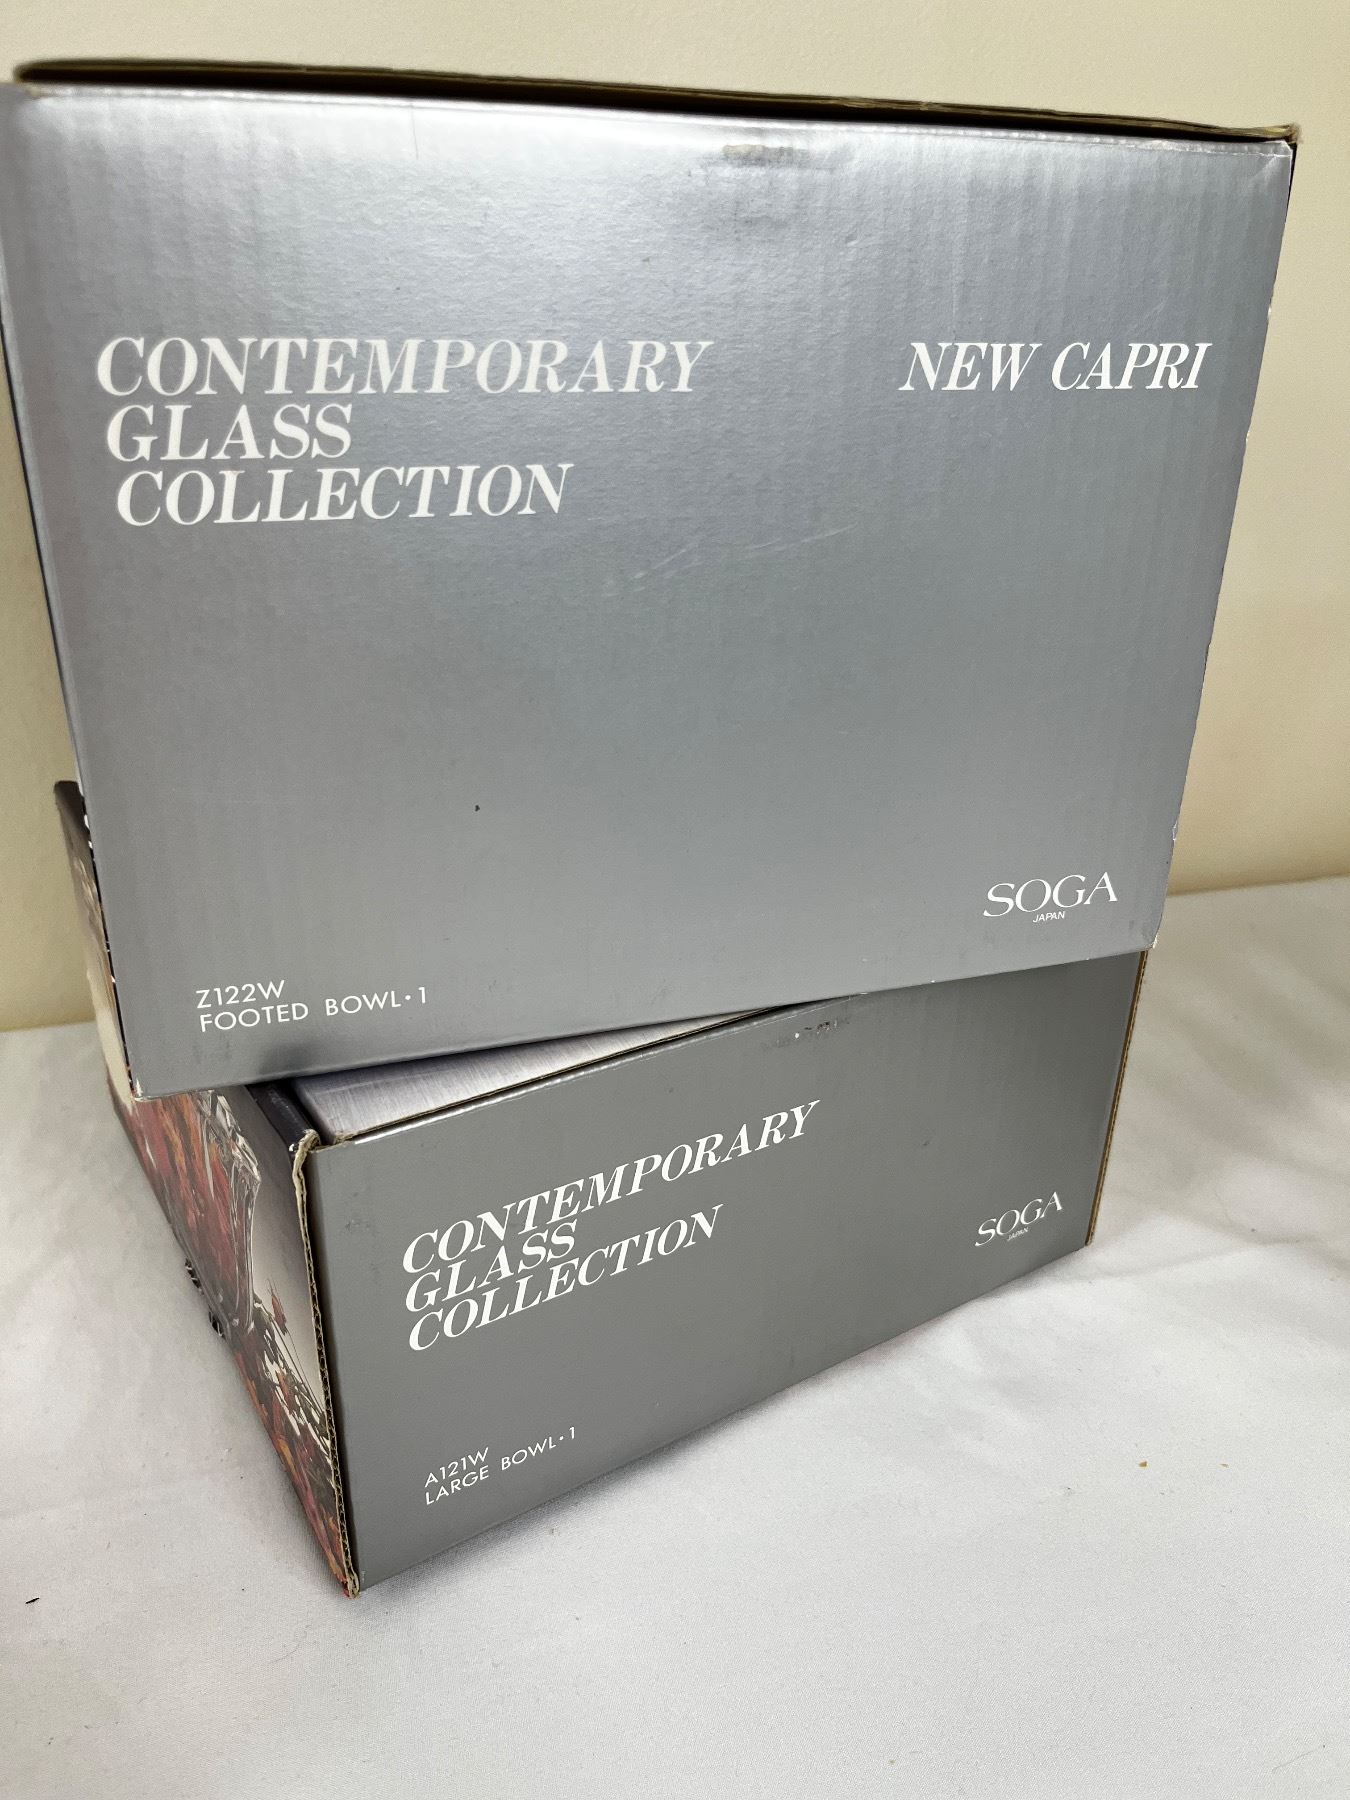 CONTEMPORARY
GLASS
COLLECTION
NEW CAPRI
SOGA
JAPAN
Z122W
FOOTED BOWL·1
CONTEMPORARY
GLASS
COLLECTION
SOGA
JAPAN
A121W
LARGE BOWL·1